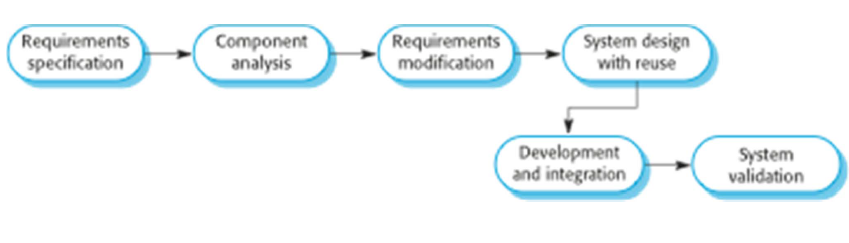 Requirements
specification
Component
analysis
Requirements
modification
System design
with reuse
Development
and integration
System
validation